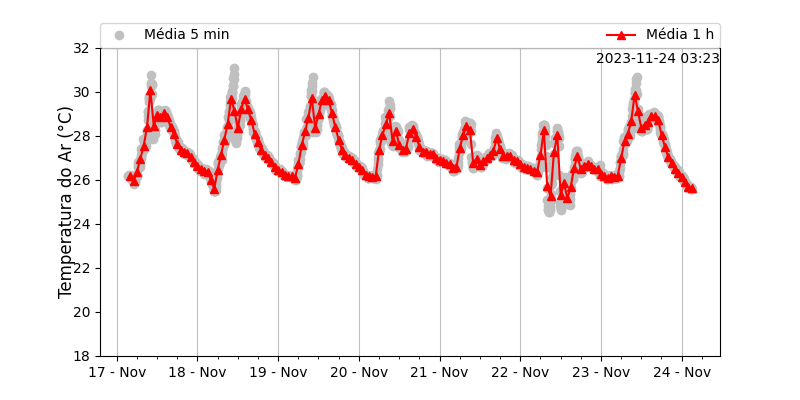 Média 5 min
Média 1 h
2023-11-24 03:23
Temperatura do Ar (°C)
32
30
28
26
24
22
20
18
17 - Nov
18 - Nov
19 - Nov
20 - Nov
21 - Nov
22 - Nov
23 - Nov
24 - Nov